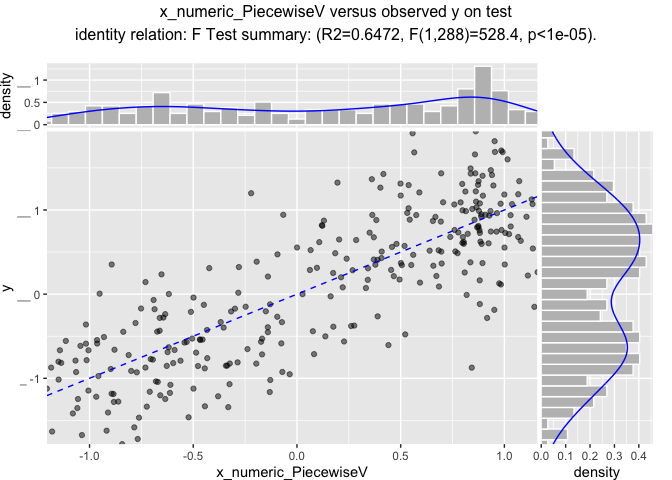 x_numeric_PiecewiseV versus observed y on test
identity relation: F Test summary: (R2=0.6472, F(1,288)=528.4, p<1e-05).
density
1
0.5
0
y
1
0
-1
-1.0
-0.5
0.0
0.5
1.0
x_numeric_PiecewiseV
0.0
0.1
0.2
0.3
0.4
density